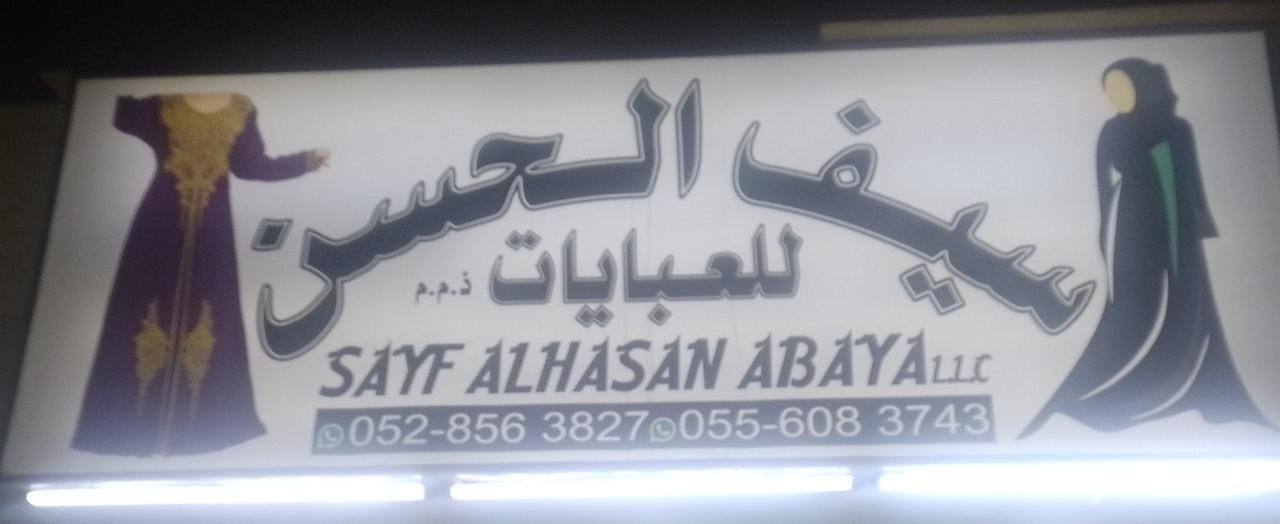 سيف الحسن
للعبايات ذ.م.م
SAYF ALHASAN ABAYA L.L.C
052-856 3827 055-608 3743